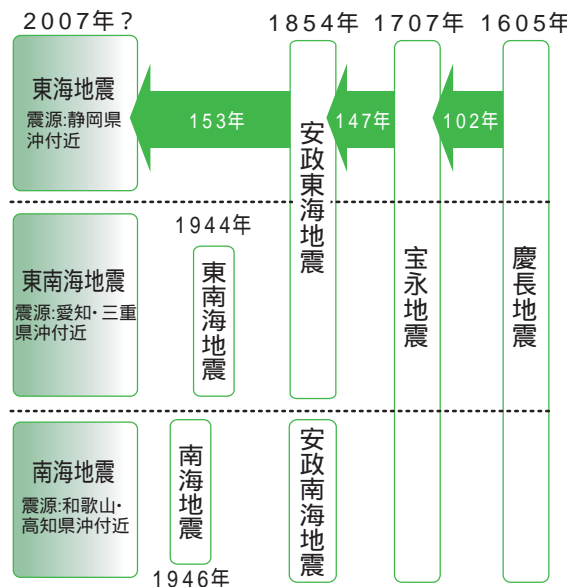 2007年?
1854年
1707年
1605年
東海地震
震源:静岡県
沖付近
153年
147年
102年
安政東海地震
宝永地震
慶長地震
1944年
東南海地震
東南海地震
震源:愛知・三重
県沖付近
南海地震
震源:和歌山・
高知県沖付近
南海地震
安政南海地震
1946年